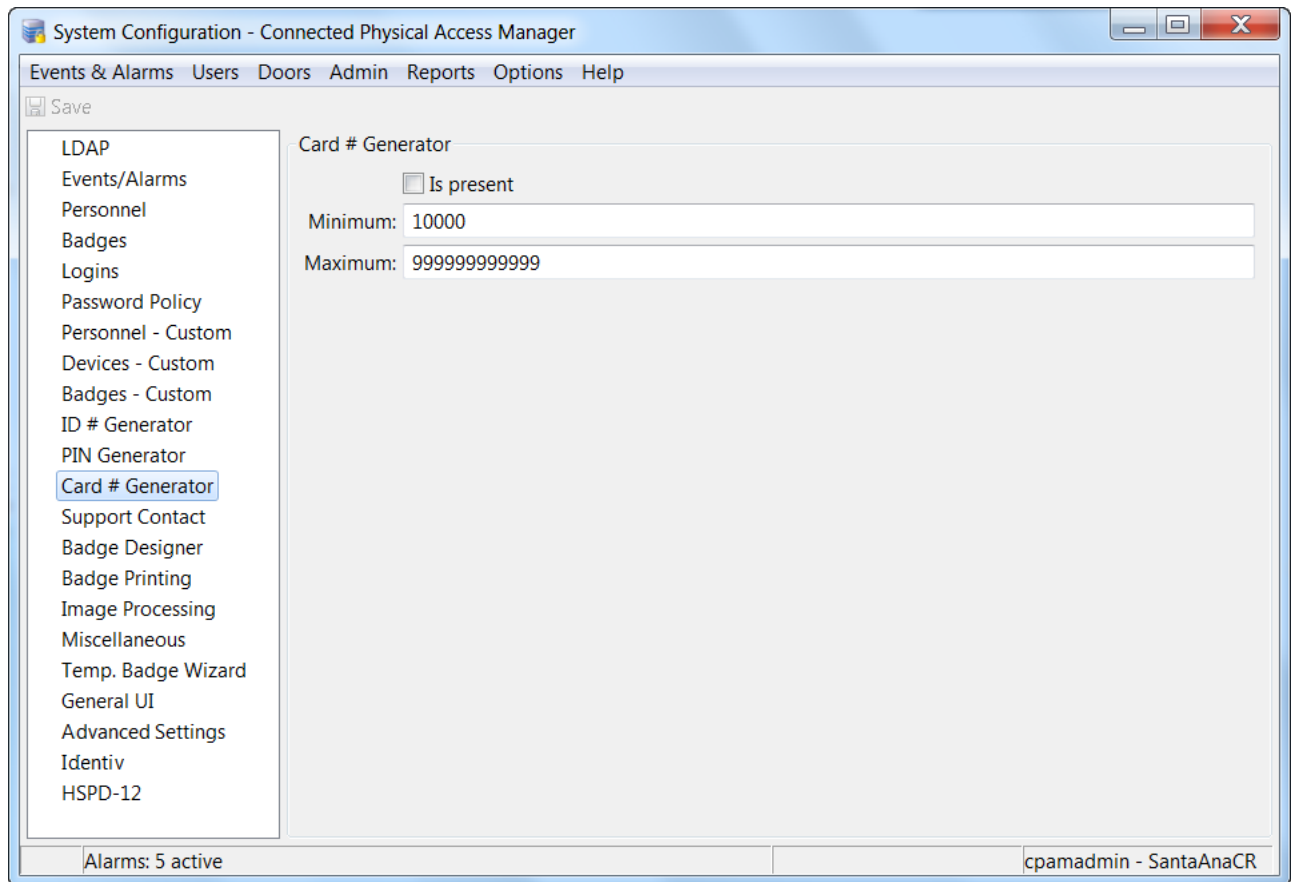 System Configuration - Connected Physical Access Manager
Events & Alarms Users Doors Admin Reports Options Help
Save
LDAP
Events/Alarms
Personnel
Badges
Logins
Password Policy
Personnel - Custom
Devices - Custom
Badges - Custom
ID # Generator
PIN Generator
Card # Generator
Support Contact
Badge Designer
Badge Printing
Image Processing
Miscellaneous
Temp. Badge Wizard
General UI
Advanced Settings
Identiv
HSPD-12
Card # Generator
Is present
Minimum: 10000
Maximum: 999999999999
Alarms: 5 active
cpamadmin - SantaAnaCR